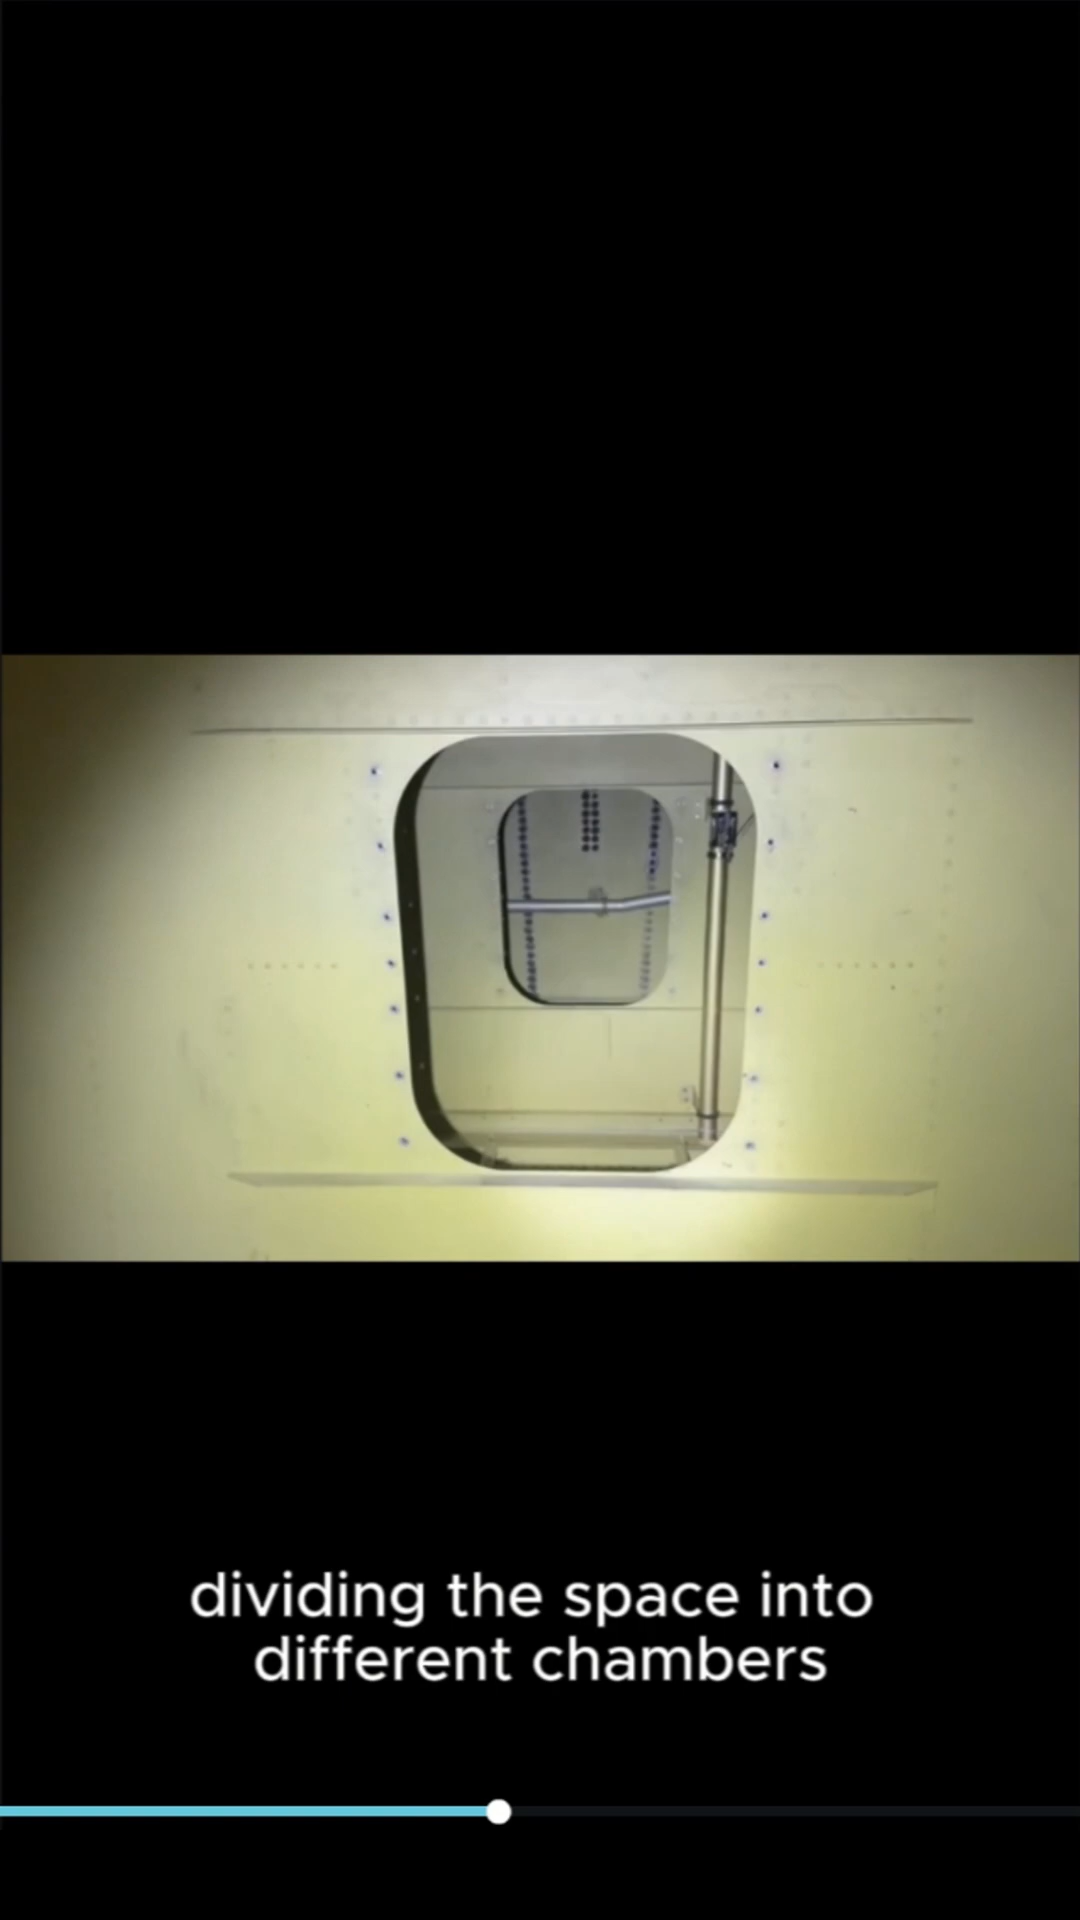 dividing the space into
different chambers